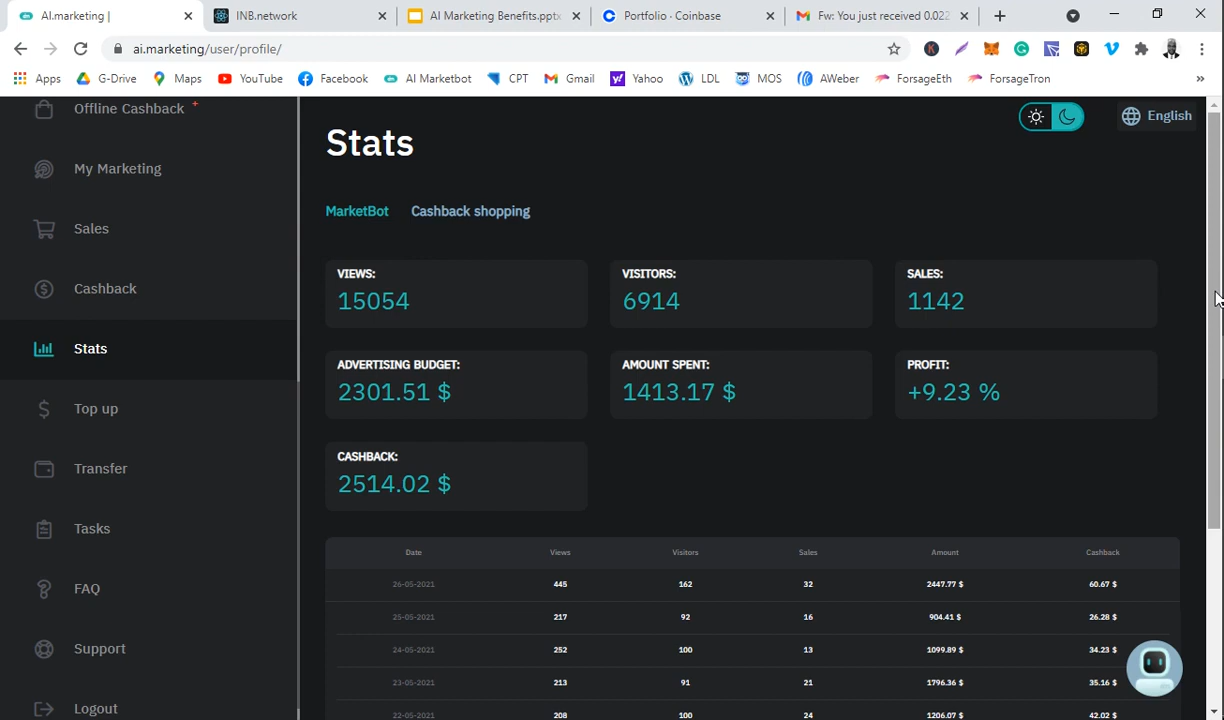 AI.marketing |
INB.network
AI Marketing Benefits.pptx
Portfolio - Coinbase
Fw: You just received 0.022
ai.marketing/user/profile/
Apps
G-Drive
Maps
YouTube
Facebook
AI Marketbot
CPT
Gmail
Yahoo
LDL
MOS
AWeber
ForsageEth
ForsageTron
»
Offline Cashback +
My Marketing
Sales
Cashback
Stats
Top up
Transfer
Tasks
FAQ
Support
Logout
English
Stats
MarketBot
Cashback shopping
VIEWS:
15054
VISITORS:
6914
SALES:
1142
ADVERTISING BUDGET:
2301.51 $
AMOUNT SPENT:
1413.17 $
PROFIT:
+9.23 %
CASHBACK:
2514.02 $
Date Views Visitors Sales Amount Cashback
26-05-2021 445 162 32 2447.77 $ 60.67 $
25-05-2021 217 92 16 904.41 $ 26.28 $
24-05-2021 252 100 13 1099.89 $ 34.23 $
23-05-2021 213 91 21 1796.36 $ 35.16 $
22-05-2021 208 100 24 1206.07 $ 42.02 $